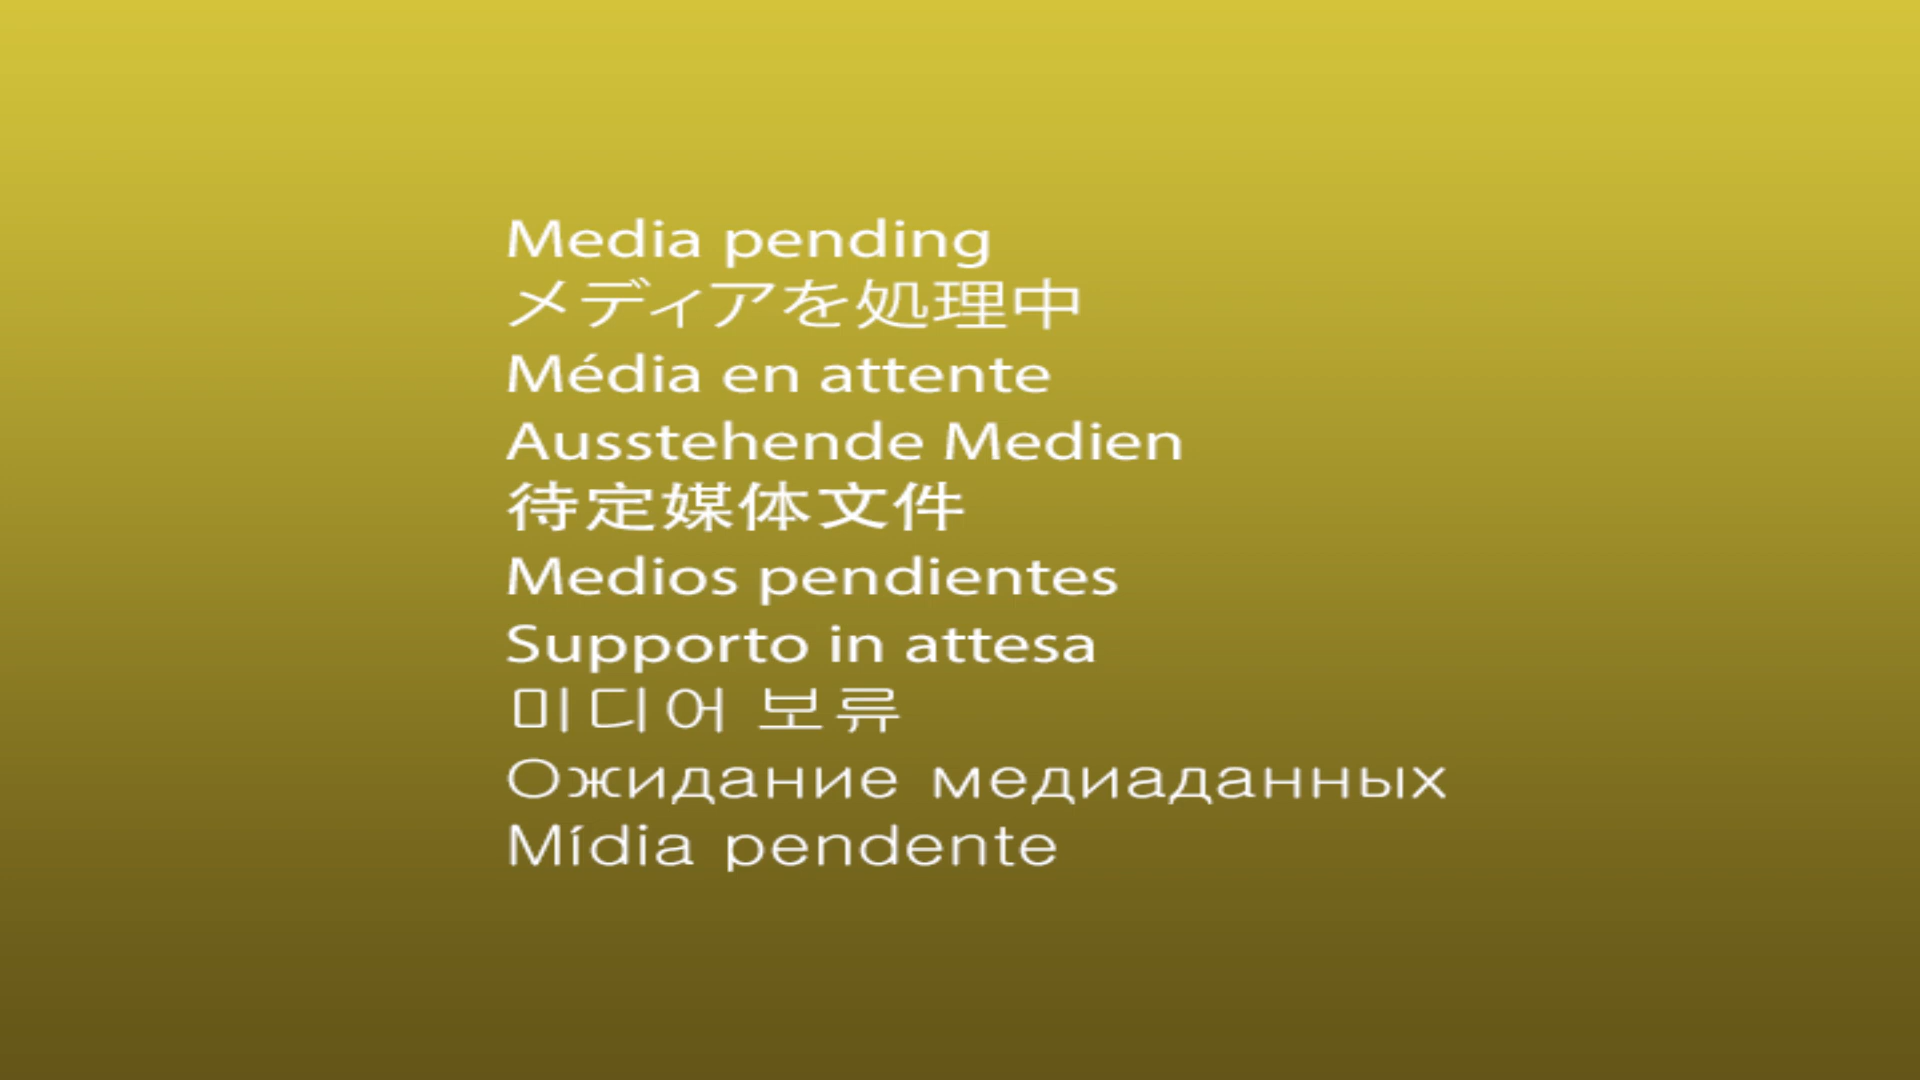 Media pending
メディアを処理中
Média en attente
Ausstehende Medien
待定媒体文件
Medios pendientes
Supporto in attesa
미디어 보류
Ожидание медиаданных
Mídia pendente